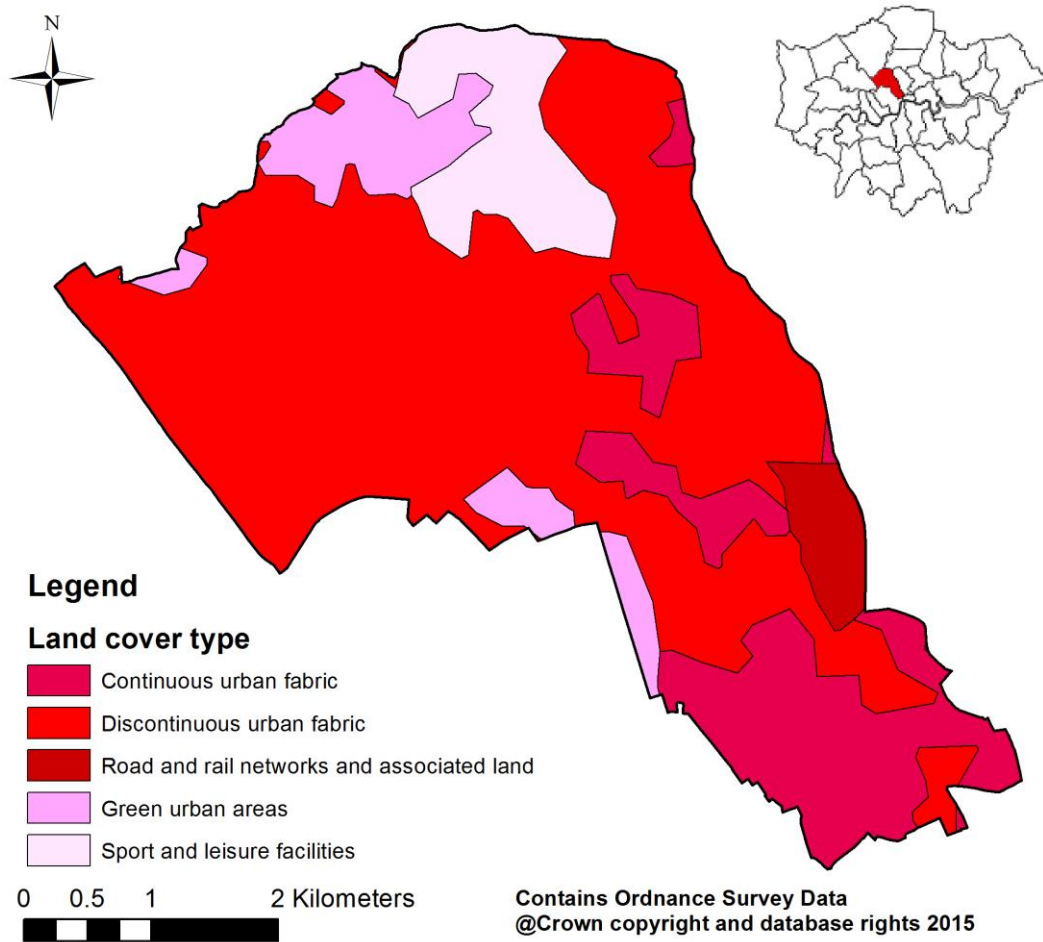 N
Legend
Land cover type
Continuous urban fabric
Discontinuous urban fabric
Road and rail networks and associated land
Green urban areas
Sport and leisure facilities
0 0.5 1 2 Kilometers
Contains Ordnance Survey Data
@Crown copyright and database rights 2015